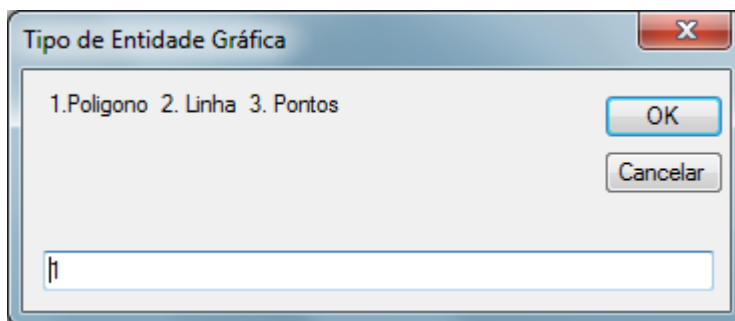 Tipo de Entidade Gráfica
1.Poligono 2. Linha 3. Pontos
OK
Cancelar
1